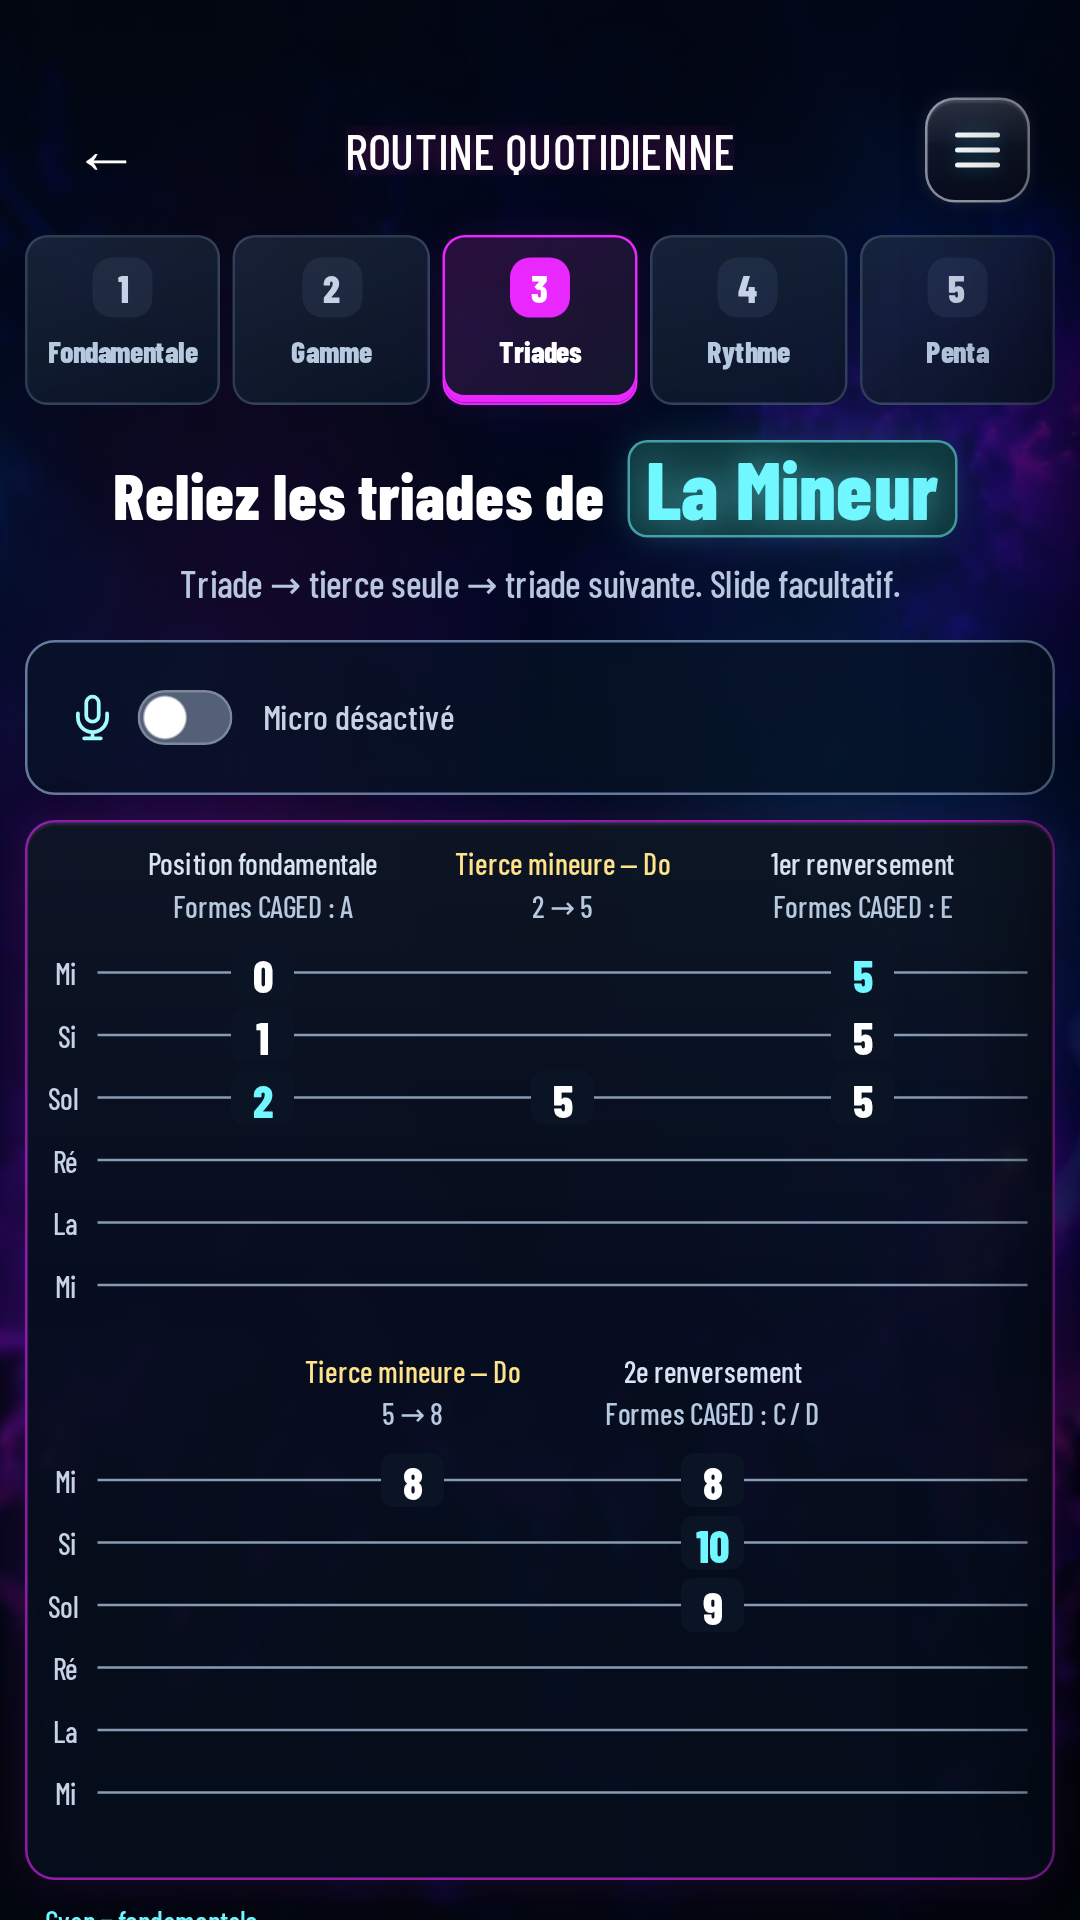 ←
ROUTINE QUOTIDIENNE
1 2 3 4 5
Fondamentale Gamme Triades Rythme Penta
Reliez les triades de La Mineur
Triade → tierce seule → triade suivante. Slide facultatif.
Micro désactivé
Position fondamentale Tierce mineure – Do 1er renversement
Formes CAGED : A 2 → 5 Formes CAGED : E
Mi 0 5
Si 1 5
Sol 2 5 5
Ré
La
Mi
Tierce mineure – Do 2e renversement
5 → 8 Formes CAGED : C / D
Mi 8 8
Si 10
Sol 9
Ré
La
Mi
Cyan = fondamentale